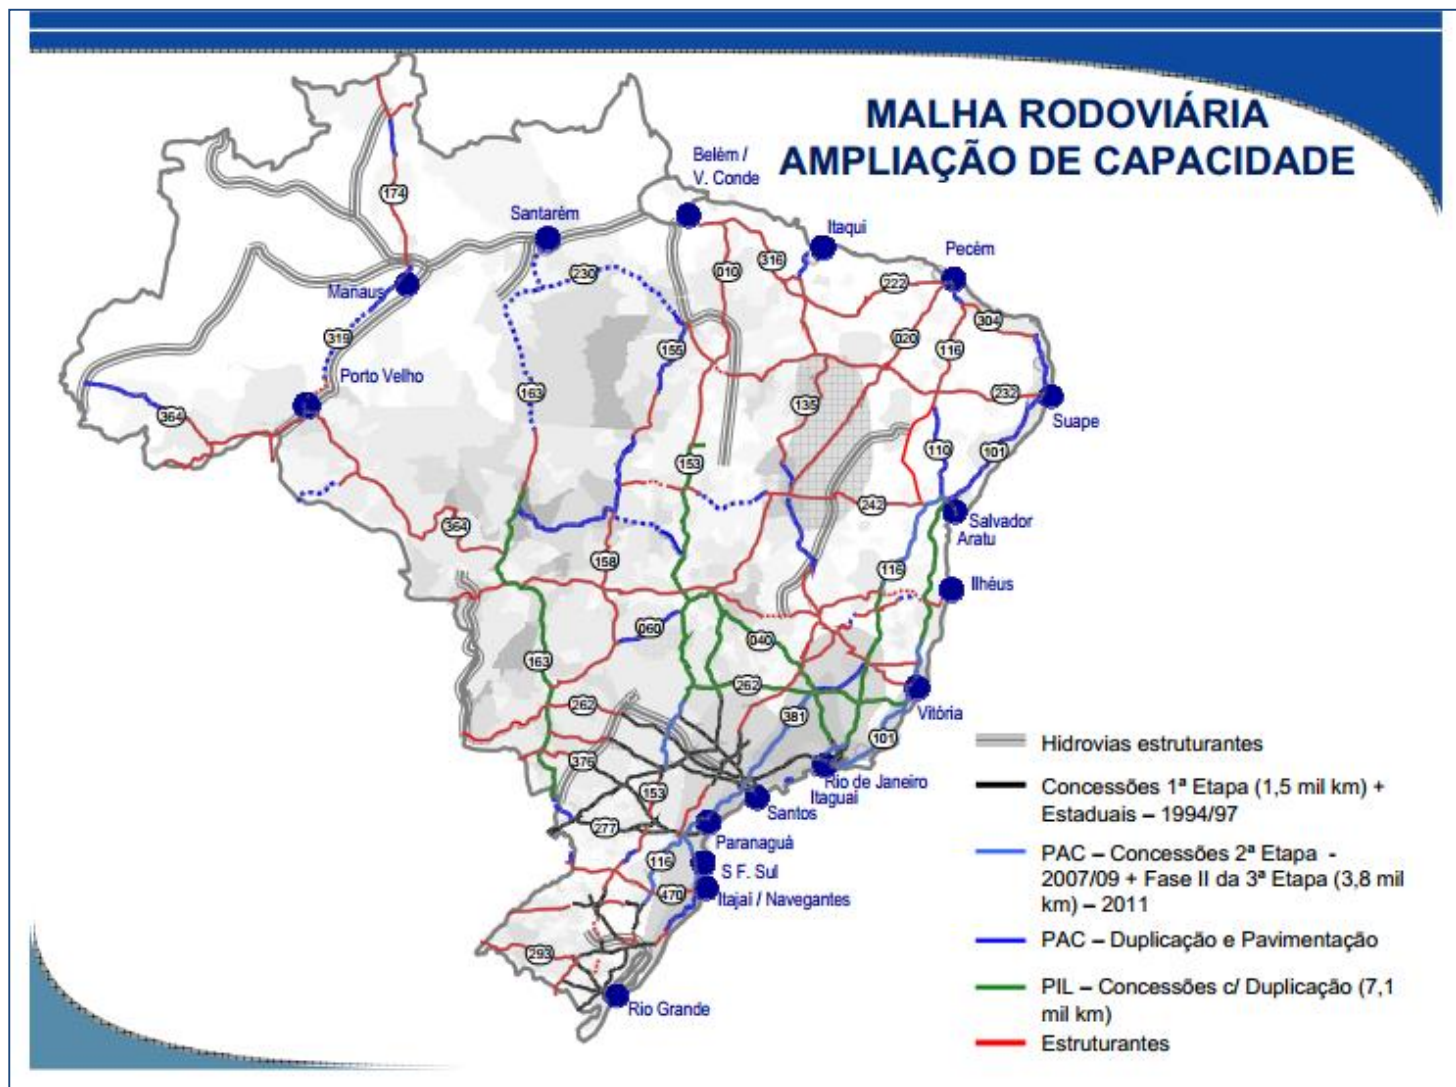 MALHA RODOVIÁRIA
AMPLIAÇÃO DE CAPACIDADE
Belém /
V. Conde
Santarém
Itaqui
Pecém
174
230
010
316
222
304
Manaus
319
020
116
155
Porto Velho
163
135
232
Suape
364
110
101
153
242
Salvador
Aratu
364
158
116
Ilhéus
060
040
163
262
262
381
Vitória
101
376
153
Rio de Janeiro
Itaguaí
Santos
277
Paranaguá
116
S F. Sul
470
Itajaí / Navegantes
293
Rio Grande
Hidrovias estruturantes
Concessões 1ª Etapa (1,5 mil km) +
Estaduais – 1994/97
PAC – Concessões 2ª Etapa -
2007/09 + Fase II da 3ª Etapa (3,8 mil
km) – 2011
PAC – Duplicação e Pavimentação
PIL – Concessões c/ Duplicação (7,1
mil km)
Estruturantes